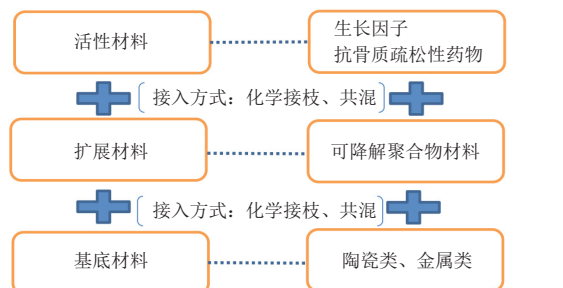 活性材料
生长因子
抗骨质疏松性药物
接入方式：化学接枝、共混
扩展材料
可降解聚合物材料
接入方式：化学接枝、共混
基底材料
陶瓷类、金属类